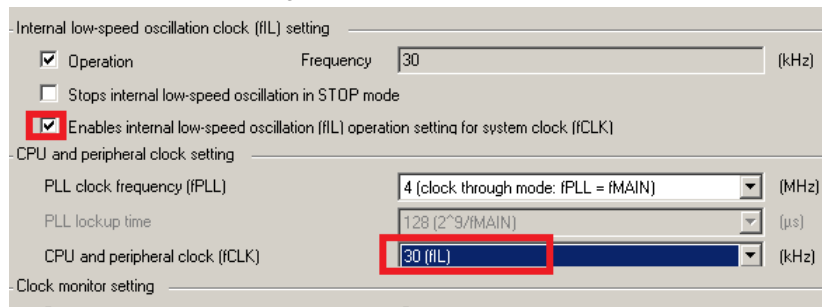 Internal low-speed oscillation clock (fIL) setting
Operation Frequency 30 (kHz)
Stops internal low-speed oscillation in STOP mode
Enables internal low-speed oscillation (fIL) operation setting for system clock (fCLK)
CPU and peripheral clock setting
PLL clock frequency (fPLL) 4 (clock through mode: fPLL = fMAIN) (MHz)
PLL lockup time 128 (2^9/fMAIN) (μs)
CPU and peripheral clock (fCLK) 30 (fIL) (kHz)
Clock monitor setting